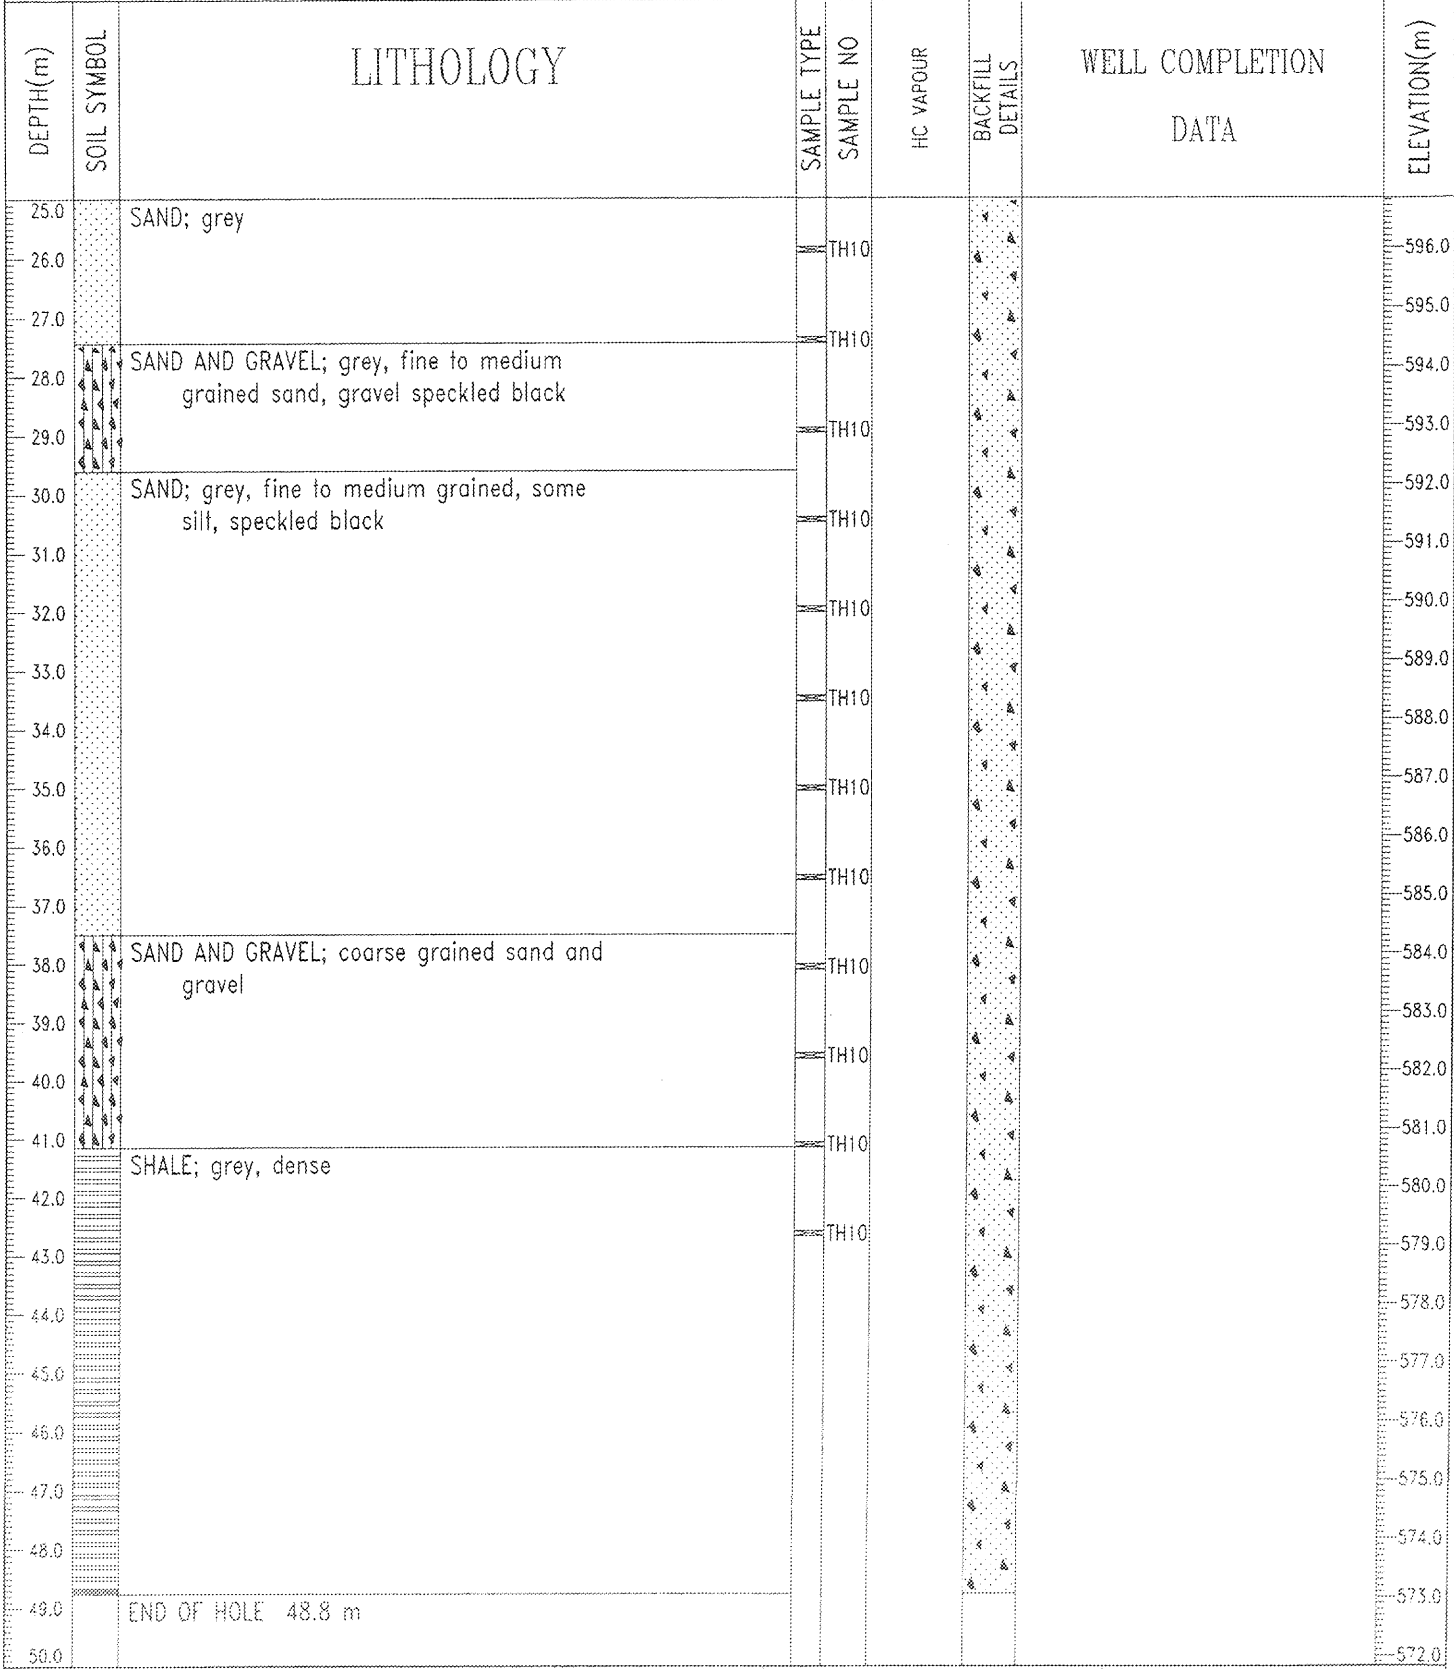 DEPTH(m)
SOIL SYMBOL
LITHOLOGY
SAMPLE TYPE
SAMPLE NO
HC VAPOUR
BACKFILL
DETAILS
WELL COMPLETION
DATA
ELEVATION(m)
25.0
SAND; grey
TH10
596.0
26.0
595.0
27.0
TH10
SAND AND GRAVEL; grey, fine to medium
594.0
28.0
grained sand, gravel speckled black
593.0
TH10
29.0
SAND; grey, fine to medium grained, some
592.0
30.0
silt, speckled black
TH10
591.0
31.0
590.0
TH10
32.0
589.0
33.0
TH10
588.0
34.0
587.0
TH10
35.0
586.0
36.0
TH10
585.0
37.0
SAND AND GRAVEL; coarse grained sand and
584.0
38.0
TH10
gravel
583.0
39.0
TH10
582.0
40.0
581.0
41.0
TH10
SHALE; grey, dense
580.0
42.0
TH10
579.0
43.0
578.0
44.0
577.0
45.0
576.0
46.0
575.0
47.0
574.0
48.0
573.0
49.0
END OF HOLE 48.8 m
572.0
50.0